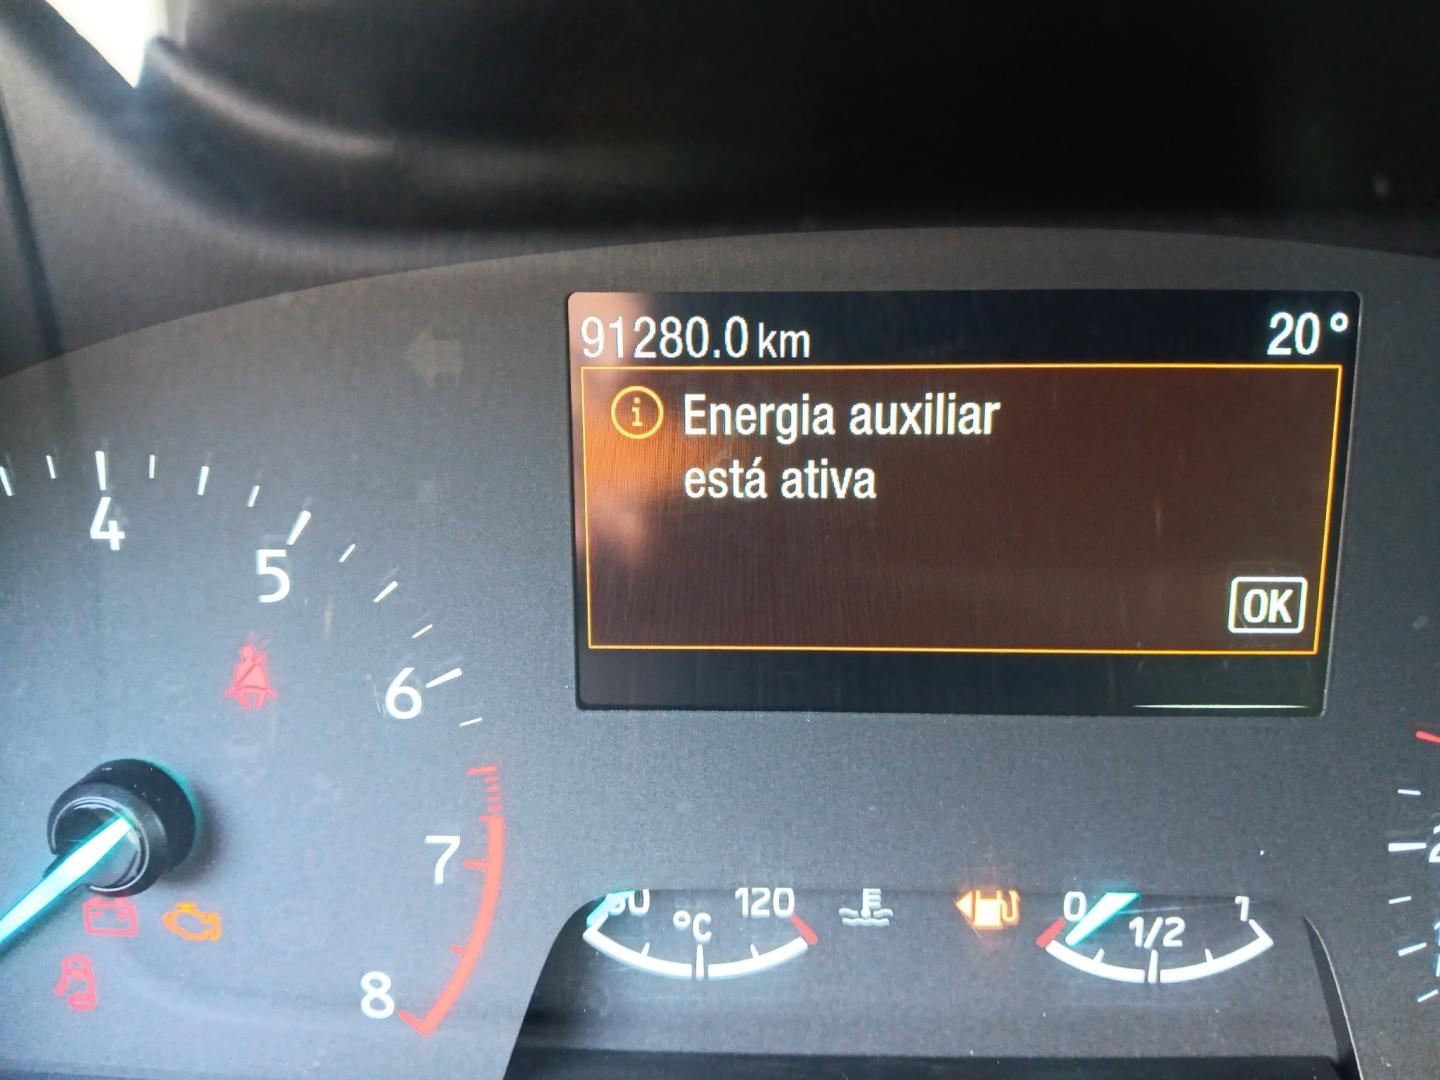 91280.0 km 20°
Energia auxiliar
está ativa
OK
4
5
6
7
8
120
°C
0
1/2
1